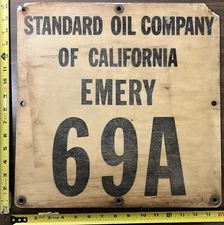 STANDARD OIL COMPANY
OF CALIFORNIA
EMERY
69A